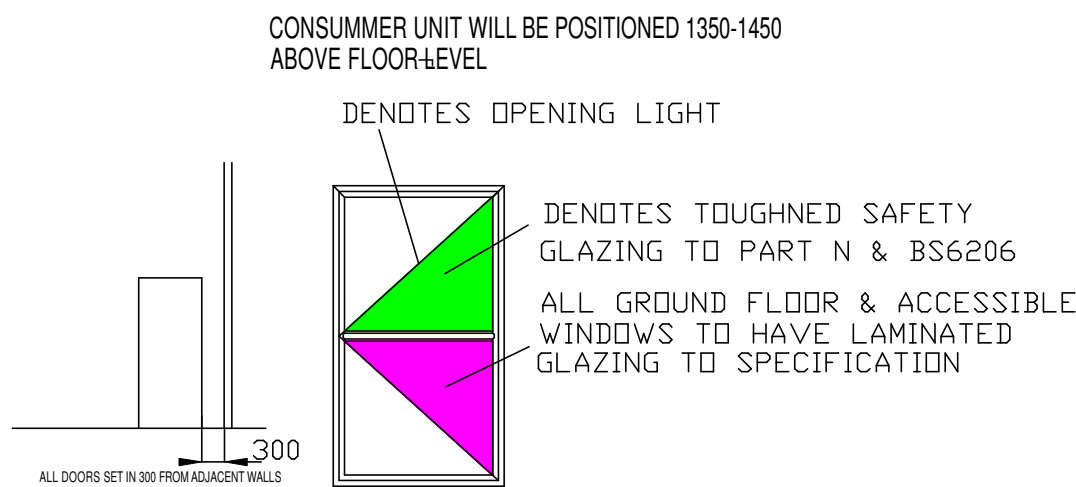 CONSUMMER UNIT WILL BE POSITIONED 1350-1450
ABOVE FLOOR LEVEL
DENOTES OPENING LIGHT
DENOTES TOUGHNED SAFETY
GLAZING TO PART N & BS6206
ALL GROUND FLOOR & ACCESSIBLE
WINDOWS TO HAVE LAMINATED
GLAZING TO SPECIFICATION
300
ALL DOORS SET IN 300 FROM ADJACENT WALLS